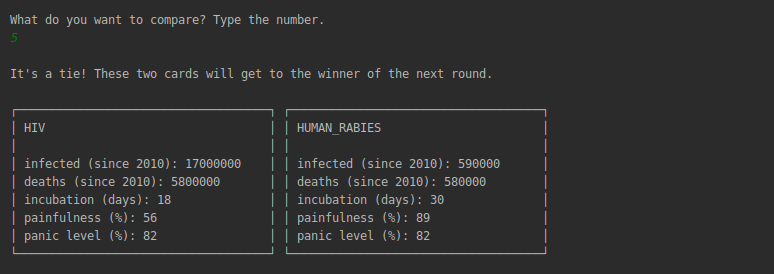 What do you want to compare? Type the number.
5
It's a tie! These two cards will get to the winner of the next round.
HIV
infected (since 2010): 17000000
deaths (since 2010): 5800000
incubation (days): 18
painfulness (%): 56
panic level (%): 82
HUMAN_RABIES
infected (since 2010): 590000
deaths (since 2010): 580000
incubation (days): 30
painfulness (%): 89
panic level (%): 82